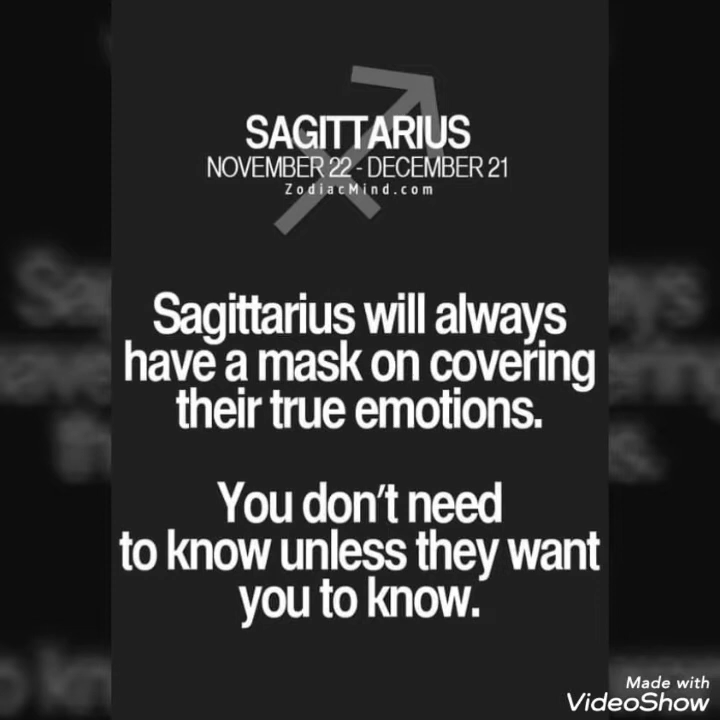 SAGITTARIUS
NOVEMBER 22 - DECEMBER 21
ZodiacMind.com
Sagittarius will always
have a mask on covering
their true emotions.
You don't need
to know unless they want
you to know.
Made with
VideoShow